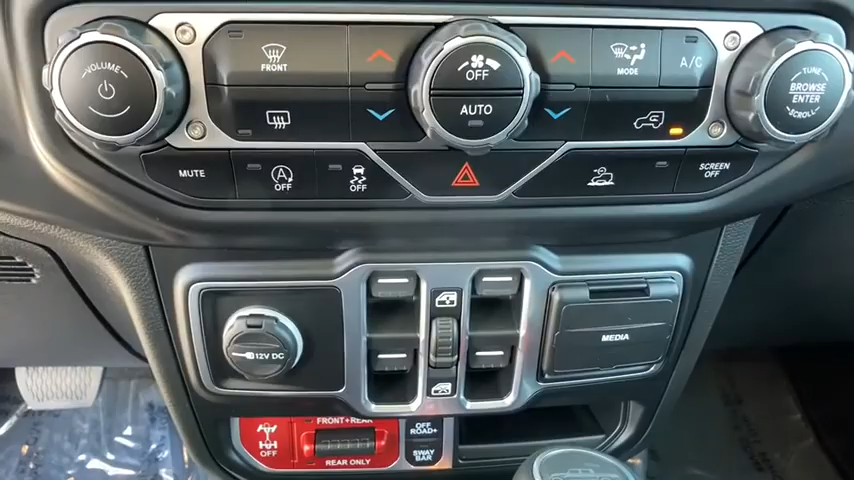 VOLUME
FRONT
OFF
AUTO
MODE
A/C
TUNE
BROWSE
ENTER
SCROLL
MUTE
A
OFF
OFF
SCREEN
OFF
12V DC
MEDIA
FRONT+REAR
OFF
REAR ONLY
OFF
ROAD+
SWAY
BAR